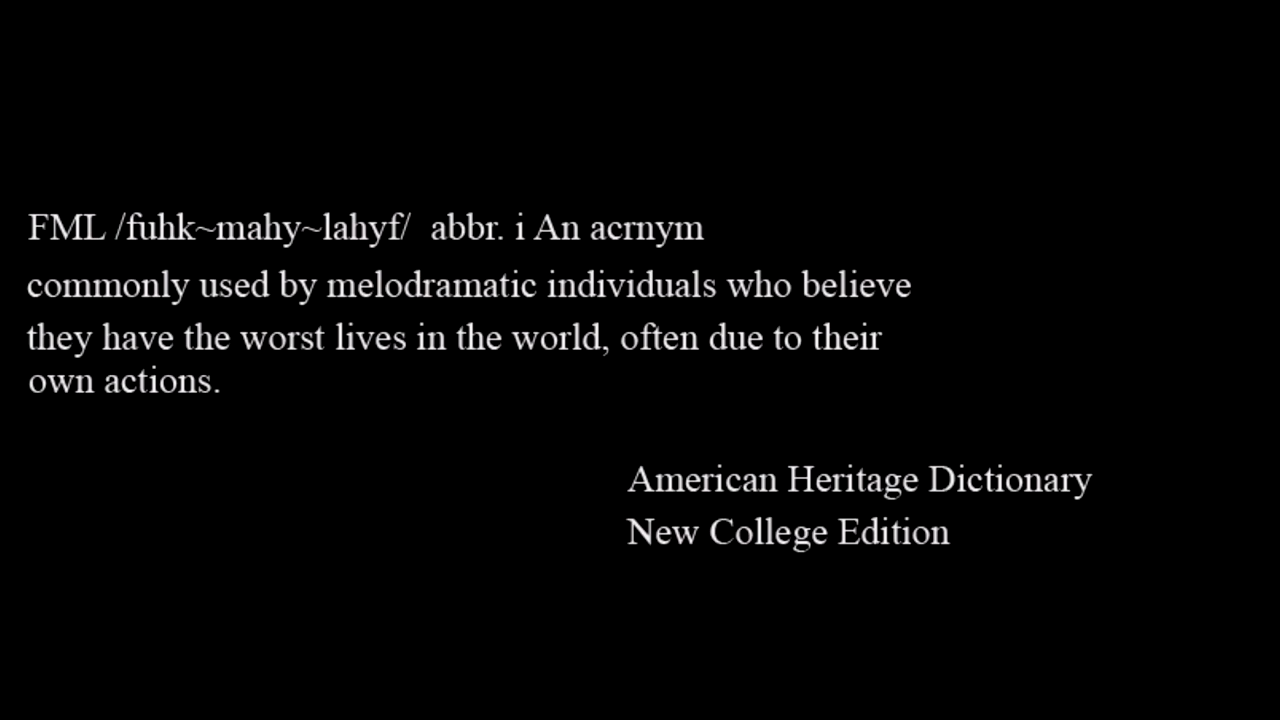 FML /fuhk~mahy~lahyf/  abbr. i An acrnym
commonly used by melodramatic individuals who believe
they have the worst lives in the world, often due to their
own actions.
American Heritage Dictionary
New College Edition